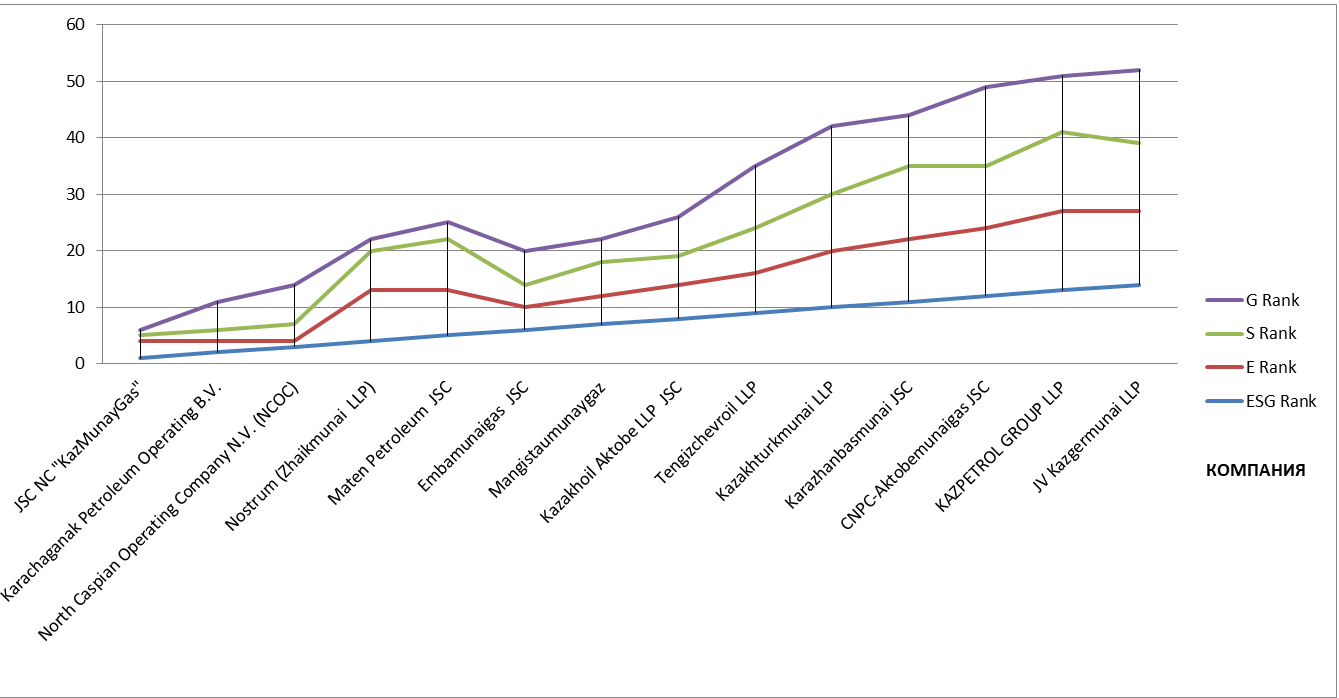 60
50
40
30
20
10
0
JSC NC "KazMunayGas"
Karachaganak Petroleum Operating B.V.
North Caspian Operating Company N.V. (NCOC)
Nostrum (Zhaikmunai LLP)
Maten Petroleum JSC
Embamunaigas JSC
Mangistaumunaygaz
Kazakhoil Aktobe LLP JSC
Tengizchevroil LLP
Kazakhturkmunai LLP
Karazhanbasmunai JSC
CNPC-Aktobemunaigas JSC
KAZPETROL GROUP LLP
JV Kazgermunai LLP
G Rank
S Rank
E Rank
ESG Rank
КОМПАНИЯ